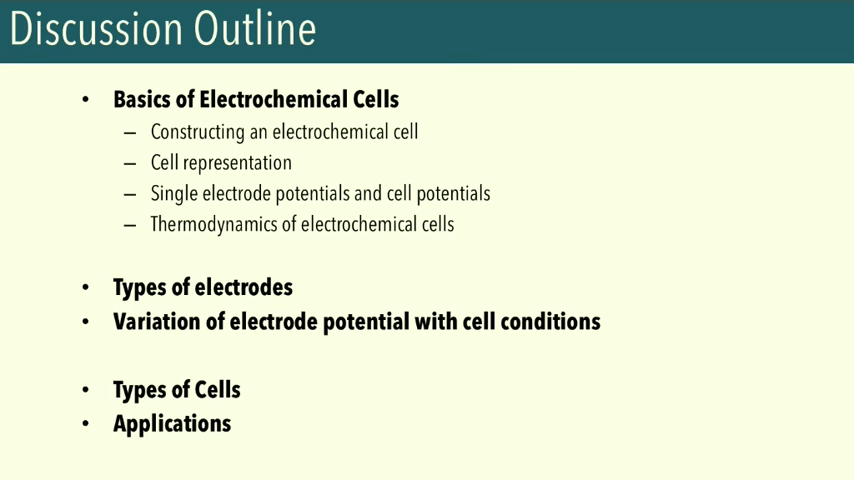 Discussion Outline
• Basics of Electrochemical Cells
– Constructing an electrochemical cell
– Cell representation
– Single electrode potentials and cell potentials
– Thermodynamics of electrochemical cells
• Types of electrodes
• Variation of electrode potential with cell conditions
• Types of Cells
• Applications